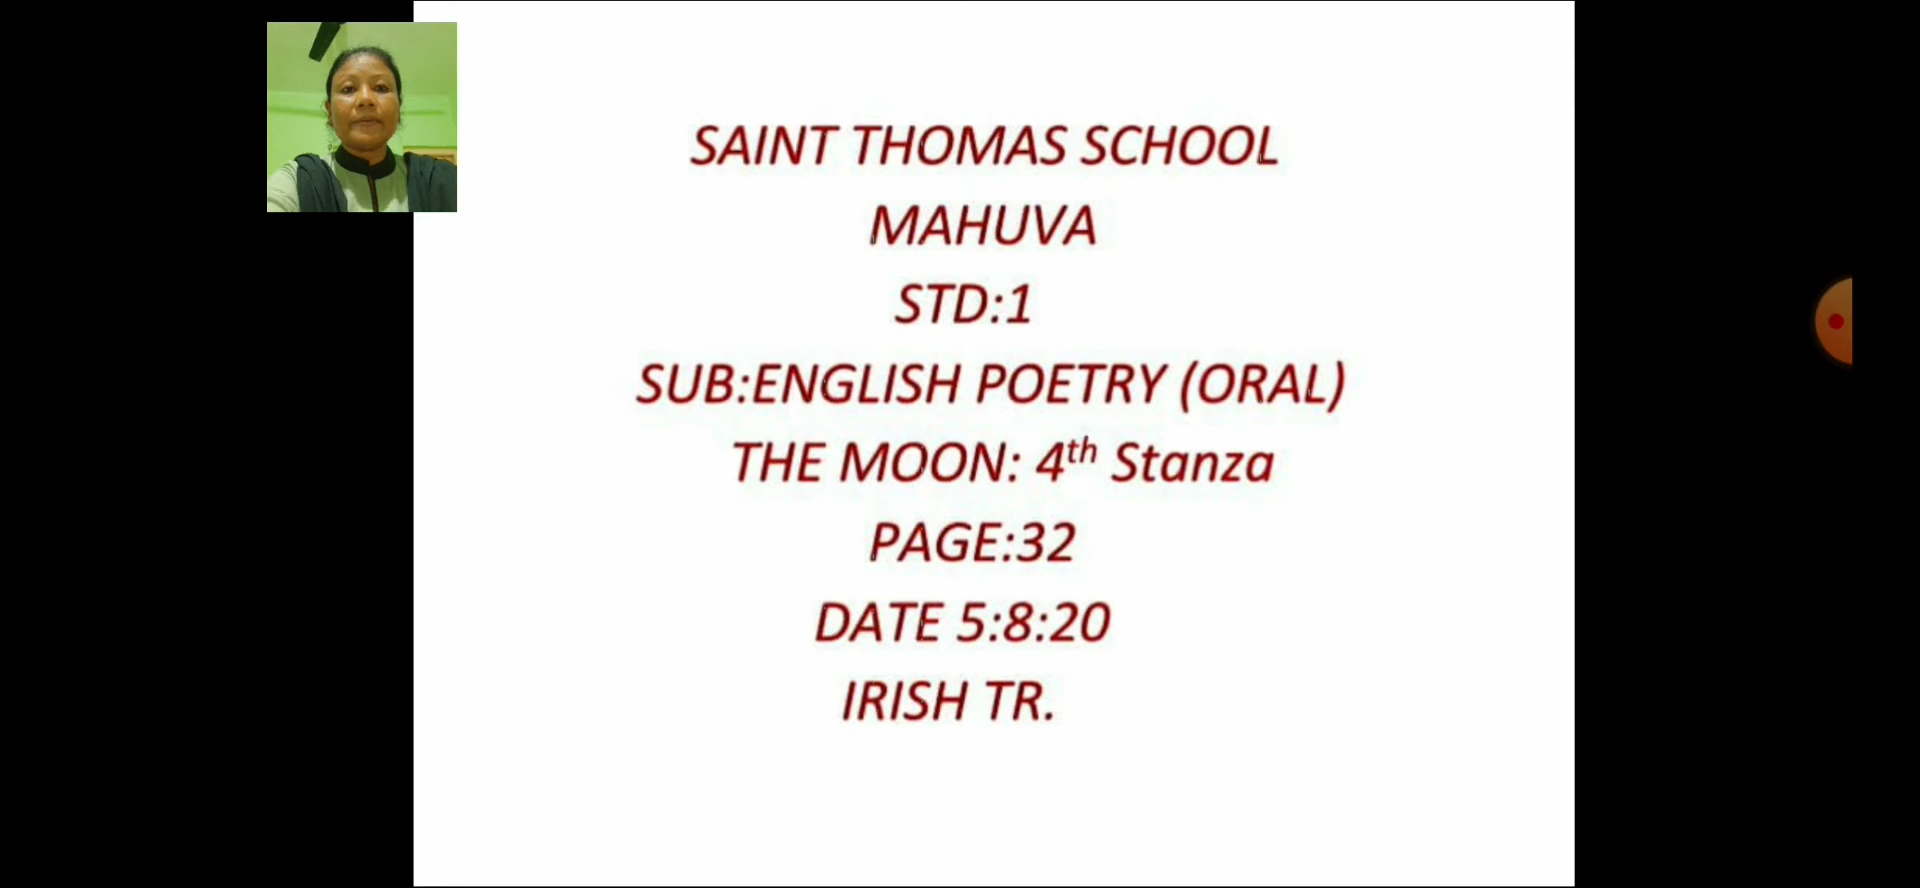 SAINT THOMAS SCHOOL
MAHUVA
STD:1
SUB:ENGLISH POETRY (ORAL)
THE MOON: 4th Stanza
PAGE:32
DATE 5:8:20
IRISH TR.